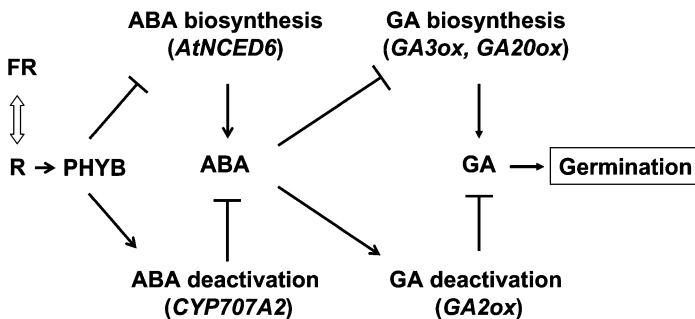 ABA biosynthesis
(AtNCED6)
GA biosynthesis
(GA3ox, GA20ox)
FR
R
PHYB
ABA
GA
Germination
ABA deactivation
(CYP707A2)
GA deactivation
(GA2ox)